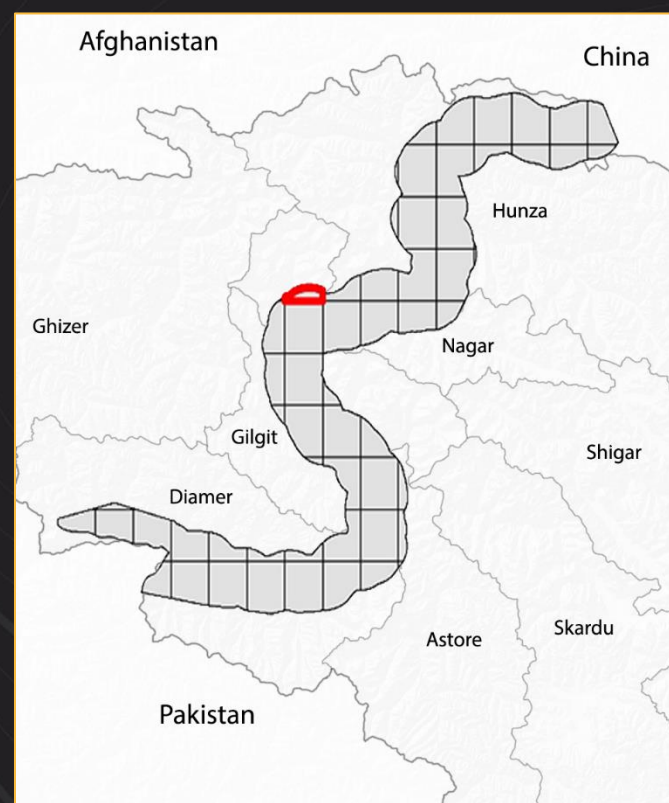 Afghanistan
China
Hunza
Ghizer
Nagar
Gilgit
Shigar
Diamer
Skardu
Astore
Pakistan